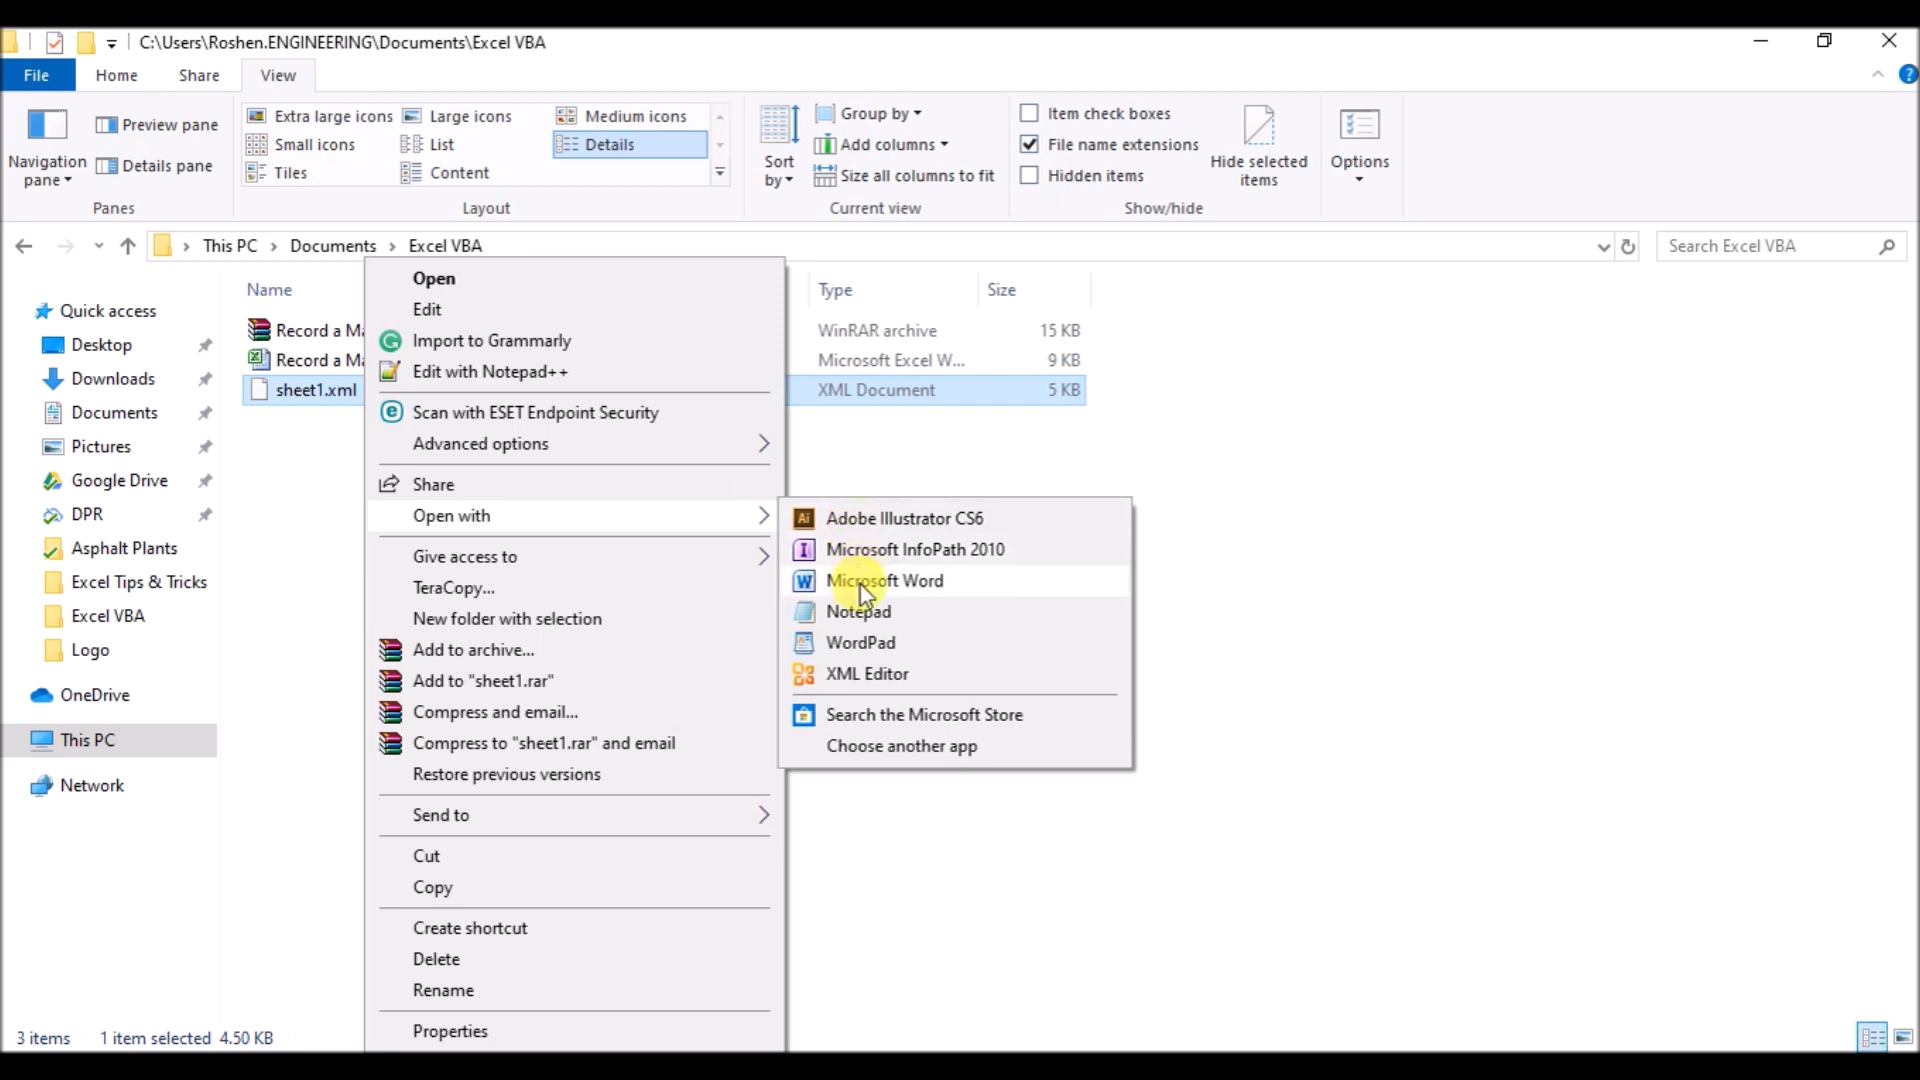 C:\Users\Roshen.ENGINEERING\Documents\Excel VBA
File Home Share View
Navigation pane
Preview pane
Details pane
Panes
Extra large icons Large icons Medium icons
Small icons List Details
Tiles Content
Layout
Sort by
Group by
Add columns
Size all columns to fit
Current view
Item check boxes
File name extensions
Hidden items
Hide selected items
Show/hide
Options
This PC > Documents > Excel VBA
Search Excel VBA
Name Type Size
Record a Ma WinRAR archive 15 KB
Record a Ma Microsoft Excel W... 9 KB
sheet1.xml XML Document 5 KB
Quick access
Desktop
Downloads
Documents
Pictures
Google Drive
DPR
Asphalt Plants
Excel Tips & Tricks
Excel VBA
Logo
OneDrive
This PC
Network
Open
Edit
Import to Grammarly
Edit with Notepad++
Scan with ESET Endpoint Security
Advanced options
Share
Open with
Give access to
TeraCopy...
New folder with selection
Add to archive...
Add to "sheet1.rar"
Compress and email...
Compress to "sheet1.rar" and email
Restore previous versions
Send to
Cut
Copy
Create shortcut
Delete
Rename
Properties
Ai Adobe Illustrator CS6
Microsoft InfoPath 2010
Microsoft Word
Notepad
WordPad
XML Editor
Search the Microsoft Store
Choose another app
3 items 1 item selected 4.50 KB